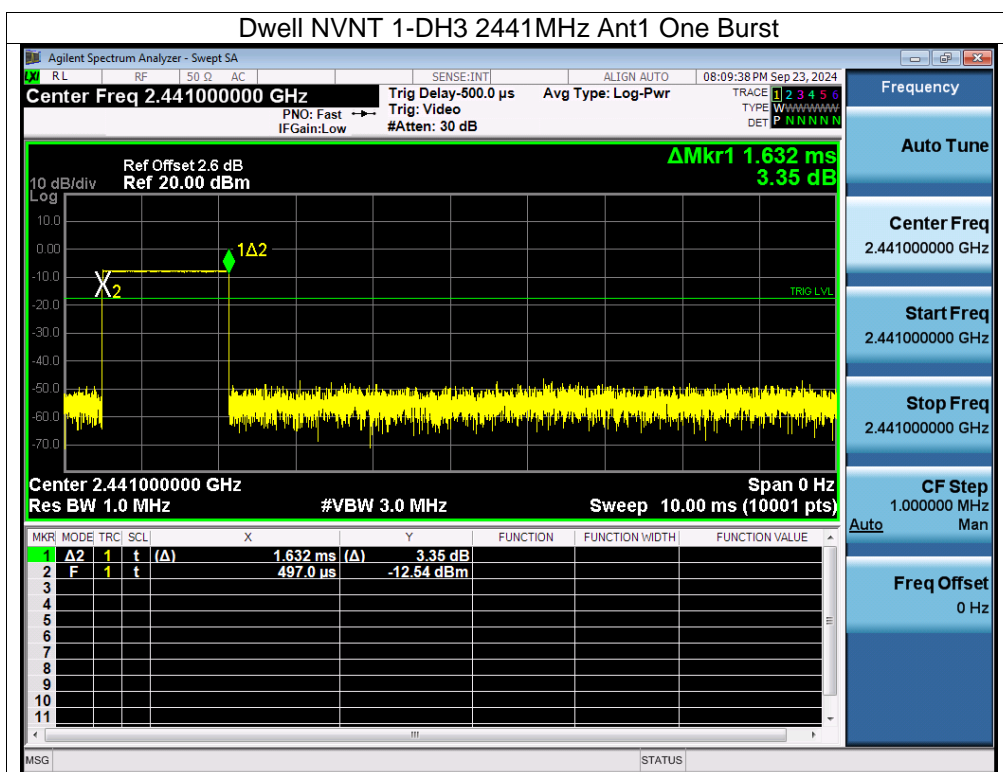 Dwell NVNT 1-DH3 2441MHz Ant1 One Burst
Agilent Spectrum Analyzer - Swept SA
LXI RL RF 50 Ω AC SENSE:INT ALIGN AUTO 08:09:38 PM Sep 23, 2024
Center Freq 2.441000000 GHz Trig Delay-500.0 µs Avg Type: Log-Pwr TRACE 1 2 3 4 5 6
PNO: Fast Trig: Video TYPE WWWWWWW
IFGain:Low #Atten: 30 dB DET P N N N N N
Frequency
Auto Tune
Center Freq
2.441000000 GHz
Start Freq
2.441000000 GHz
Stop Freq
2.441000000 GHz
CF Step
1.000000 MHz
Auto Man
Freq Offset
0 Hz
ΔMkr1 1.632 ms
3.35 dB
Ref Offset 2.6 dB
10 dB/div Ref 20.00 dBm
Log
10.0
0.00
-10.0
-20.0
-30.0
-40.0
-50.0
-60.0
-70.0
1Δ2
X2
TRIG LVL
Center 2.441000000 GHz Span 0 Hz
Res BW 1.0 MHz #VBW 3.0 MHz Sweep 10.00 ms (10001 pts)
MKR MODE TRC SCL X Y FUNCTION FUNCTION WIDTH FUNCTION VALUE
1 Δ2 1 t (Δ) 1.632 ms (Δ) 3.35 dB
2 F 1 t 497.0 µs -12.54 dBm
3
4
5
6
7
8
9
10
11
MSG STATUS